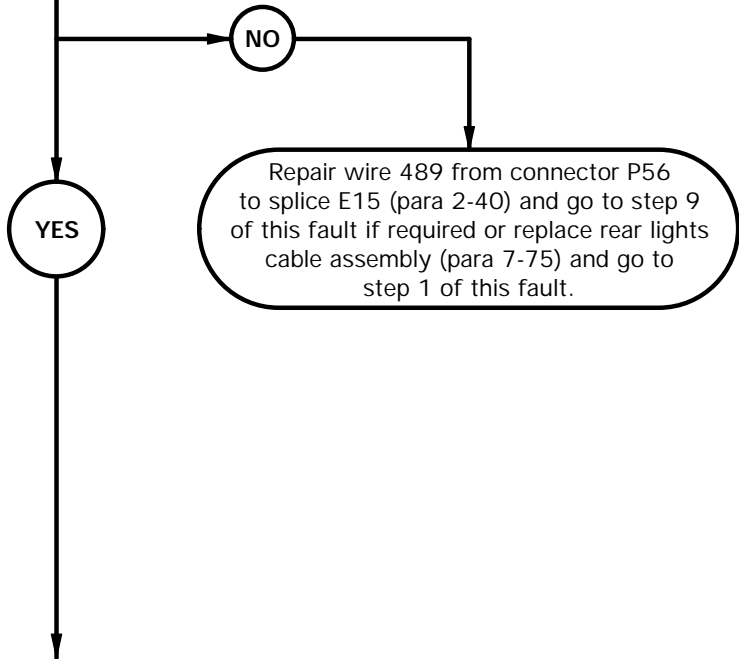 NO
Repair wire 489 from connector P56
to splice E15 (para 2-40) and go to step 9
of this fault if required or replace rear lights
cable assembly (para 7-75) and go to
step 1 of this fault.
YES